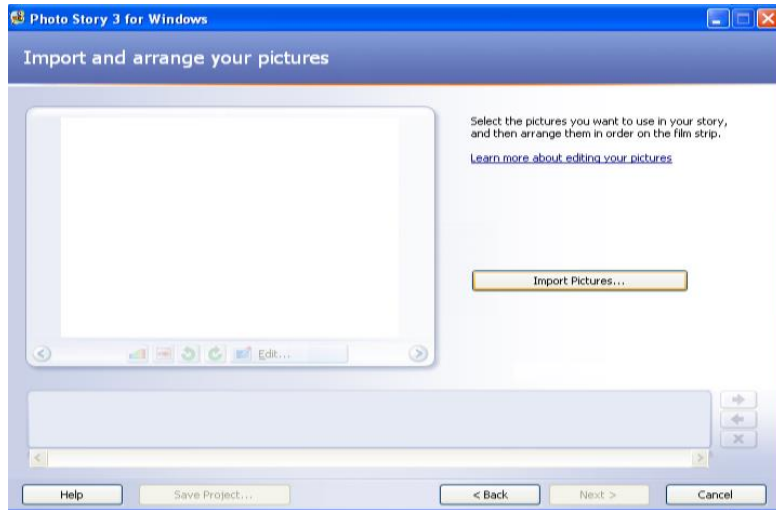 Photo Story 3 for Windows
Import and arrange your pictures
Select the pictures you want to use in your story,
and then arrange them in order on the film strip.
Learn more about editing your pictures
Import Pictures...
Edit...
Help
Save Project...
< Back
Next >
Cancel